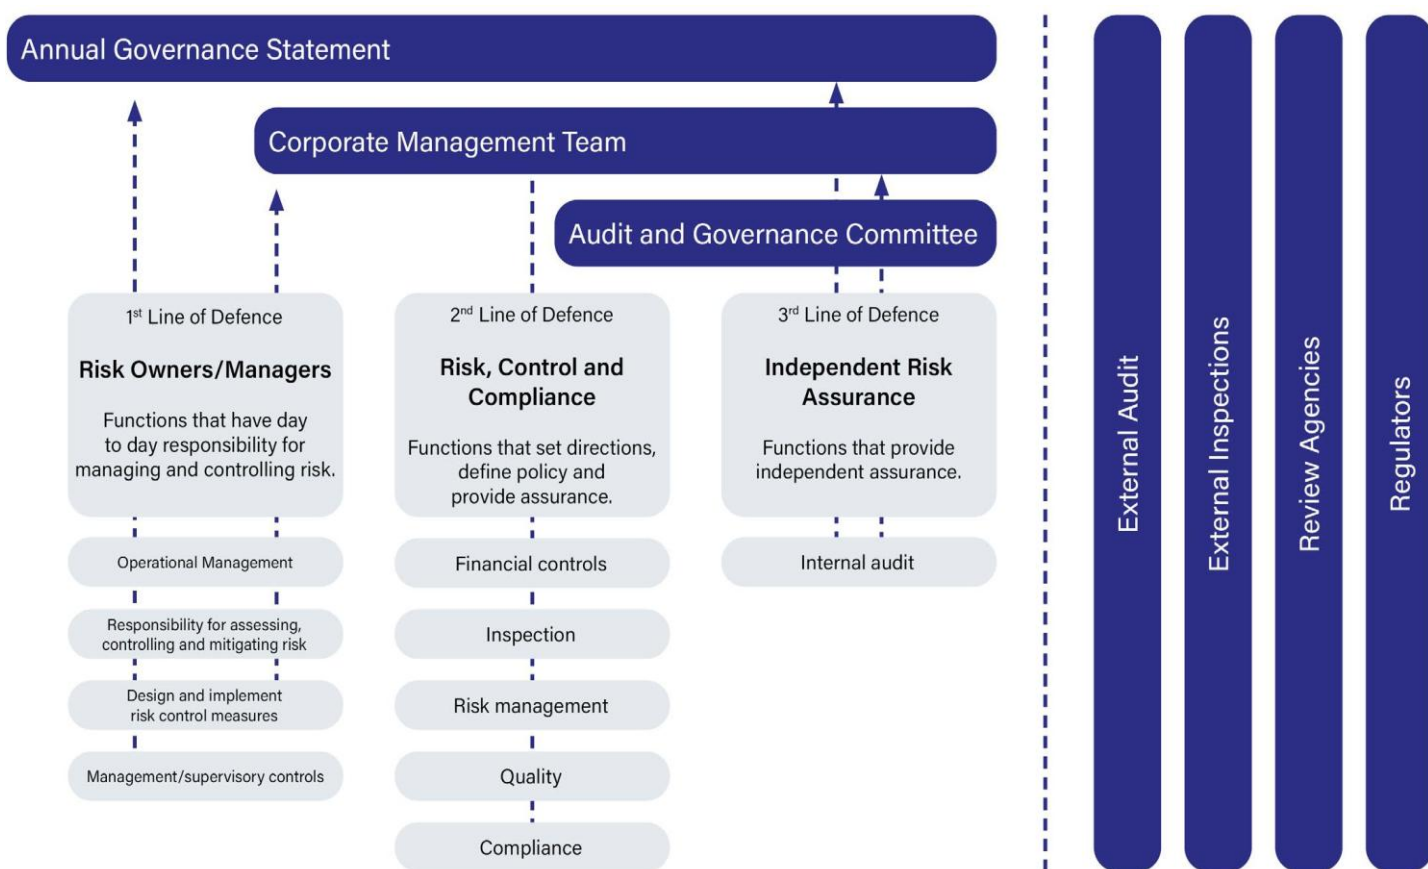 Annual Governance Statement
Corporate Management Team
Audit and Governance Committee
1st Line of Defence
Risk Owners/Managers
Functions that have day
to day responsibility for
managing and controlling risk.
Operational Management
Responsibility for assessing,
controlling and mitigating risk
Design and implement
risk control measures
Management/supervisory controls
2nd Line of Defence
Risk, Control and
Compliance
Functions that set directions,
define policy and
provide assurance.
Financial controls
Inspection
Risk management
Quality
Compliance
3rd Line of Defence
Independent Risk
Assurance
Functions that provide
independent assurance.
Internal audit
External Audit
External Inspections
Review Agencies
Regulators